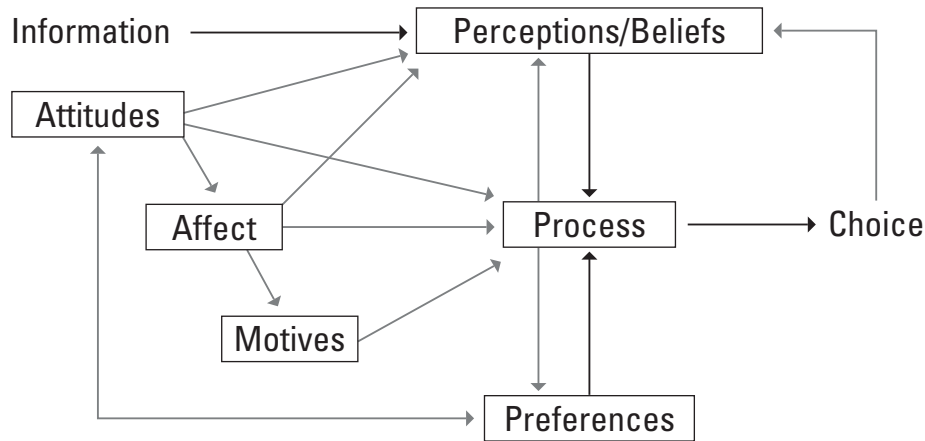 Information
Perceptions/Beliefs
Attitudes
Affect
Process
Choice
Motives
Preferences